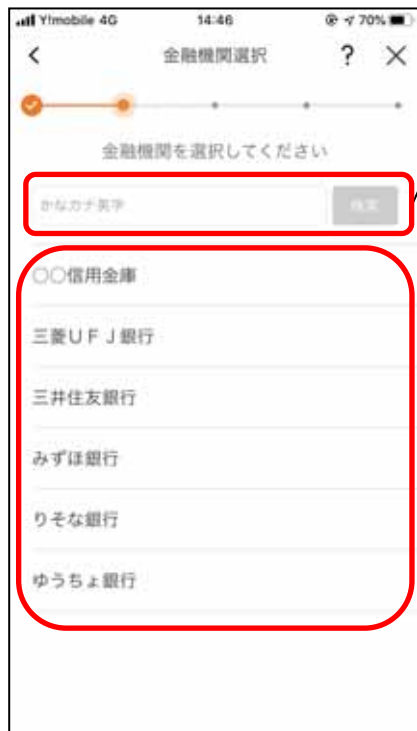 Y!mobile 4G 14:46 70%
金融機関選択 ?
金融機関を選択してください
かなカナ英字 検索
〇〇信用金庫
三菱UFJ銀行
三井住友銀行
みずほ銀行
りそな銀行
ゆうちょ銀行